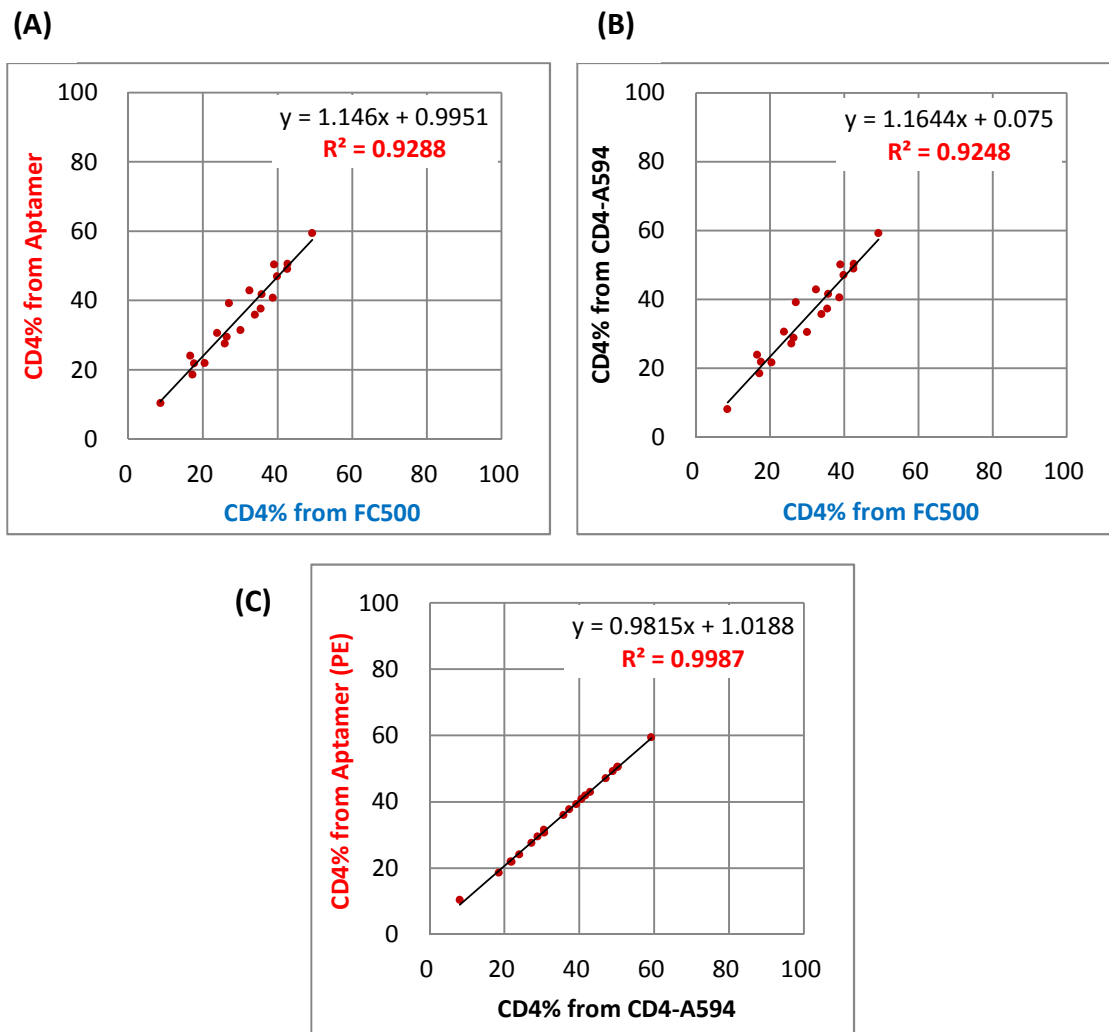 (A)
100
80
60
40
20
0
y = 1.146x + 0.9951
R² = 0.9288
CD4% from Aptamer
0 20 40 60 80 100
CD4% from FC500
(B)
100
80
60
40
20
0
y = 1.1644x + 0.075
R² = 0.9248
CD4% from CD4-A594
0 20 40 60 80 100
CD4% from FC500
(C)
100
80
60
40
20
0
y = 0.9815x + 1.0188
R² = 0.9987
CD4% from Aptamer (PE)
0 20 40 60 80 100
CD4% from CD4-A594